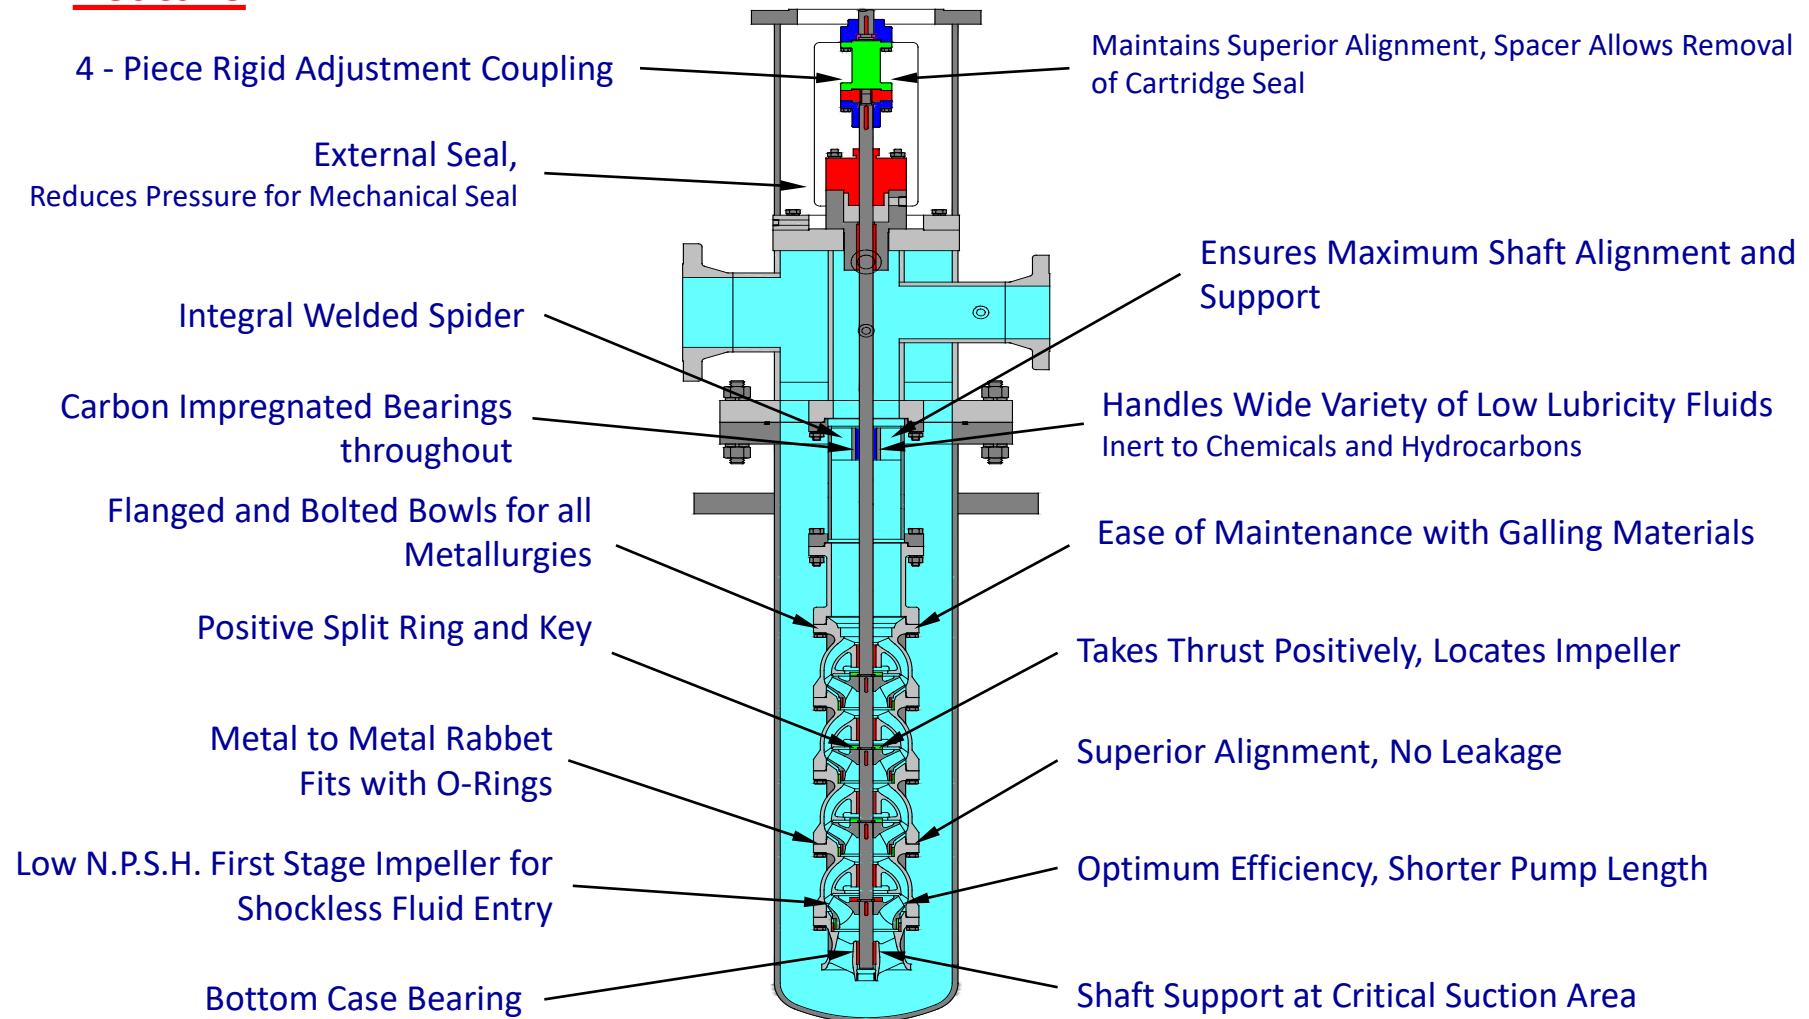 4 - Piece Rigid Adjustment Coupling
Maintains Superior Alignment, Spacer Allows Removal
of Cartridge Seal
External Seal,
Reduces Pressure for Mechanical Seal
Ensures Maximum Shaft Alignment and
Support
Integral Welded Spider
Carbon Impregnated Bearings
throughout
Handles Wide Variety of Low Lubricity Fluids
Inert to Chemicals and Hydrocarbons
Flanged and Bolted Bowls for all
Metallurgies
Ease of Maintenance with Galling Materials
Positive Split Ring and Key
Takes Thrust Positively, Locates Impeller
Metal to Metal Rabbet
Fits with O-Rings
Superior Alignment, No Leakage
Low N.P.S.H. First Stage Impeller for
Shockless Fluid Entry
Optimum Efficiency, Shorter Pump Length
Bottom Case Bearing
Shaft Support at Critical Suction Area